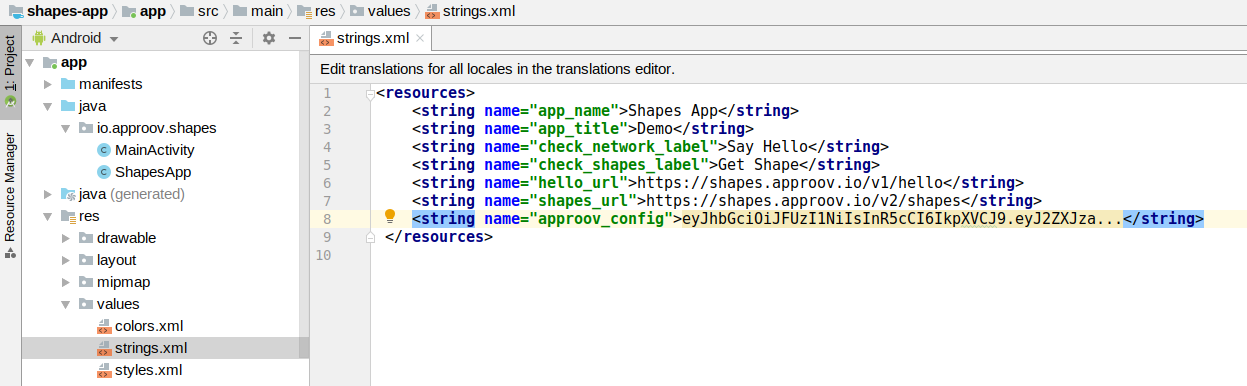 shapes-app app src main res values strings.xml
1: Project
Resource Manager
Android
app
manifests
java
io.approov.shapes
MainActivity
ShapesApp
java (generated)
res
drawable
layout
mipmap
values
colors.xml
strings.xml
styles.xml
strings.xml
Edit translations for all locales in the translations editor.
1 <resources>
2 <string name="app_name">Shapes App</string>
3 <string name="app_title">Demo</string>
4 <string name="check_network_label">Say Hello</string>
5 <string name="check_shapes_label">Get Shape</string>
6 <string name="hello_url">https://shapes.approov.io/v1/hello</string>
7 <string name="shapes_url">https://shapes.approov.io/v2/shapes</string>
8 <string name="approov_config">eyJhbGciOiJFUzI1NiIsInR5cCI6IkpXVCJ9.eyJ2ZXJza...</string>
9 </resources>
10